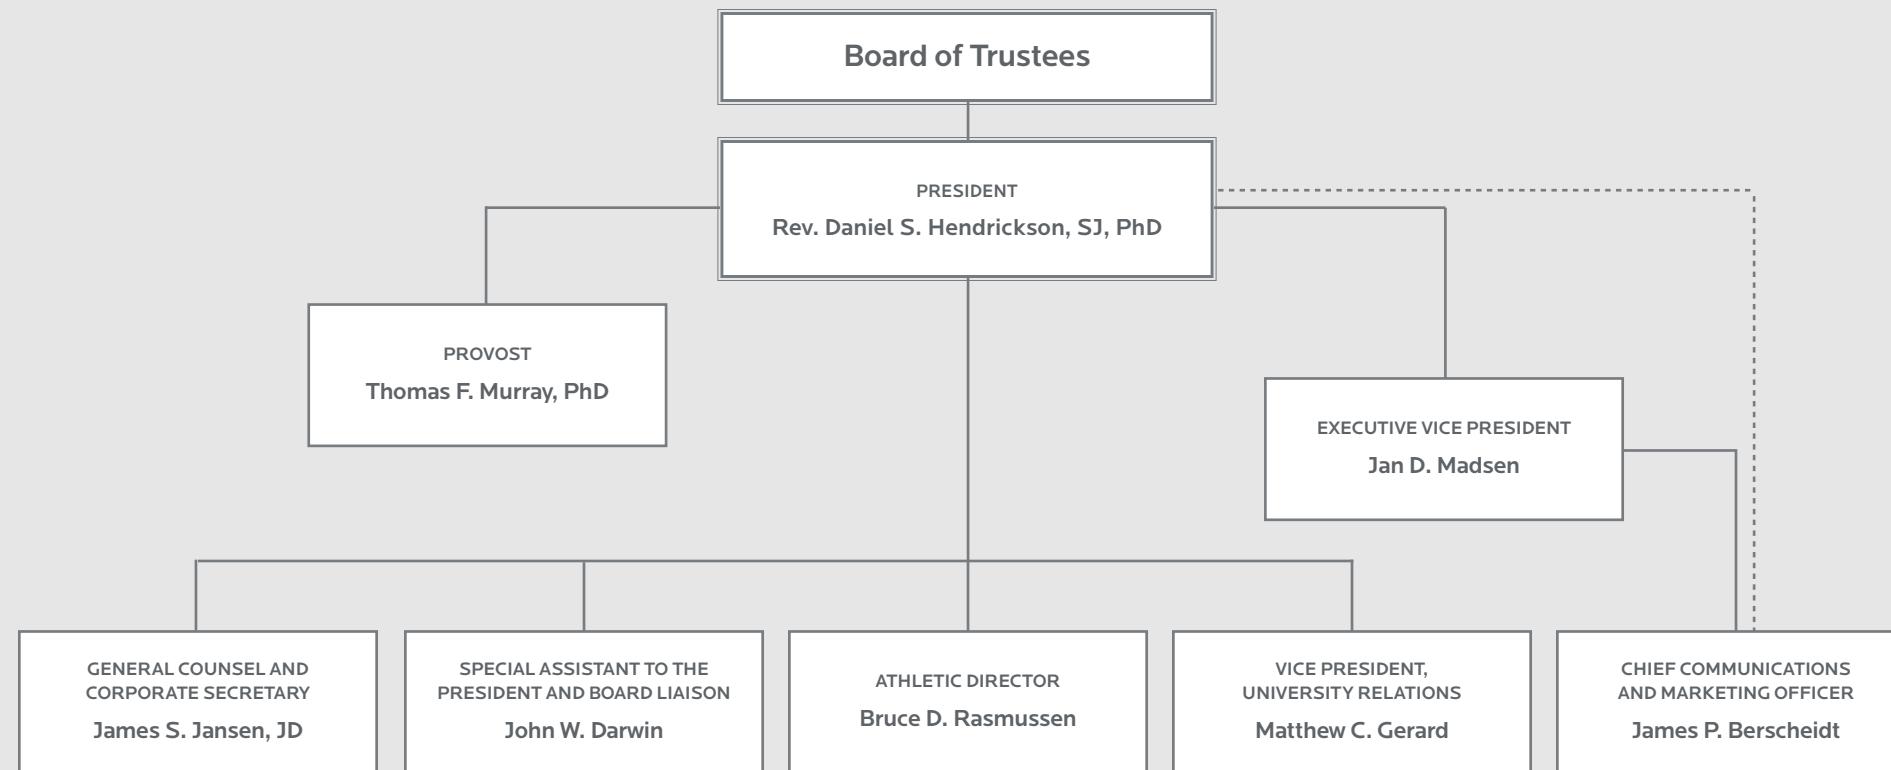 Board of Trustees
PRESIDENT
Rev. Daniel S. Hendrickson, SJ, PhD
PROVOST
Thomas F. Murray, PhD
EXECUTIVE VICE PRESIDENT
Jan D. Madsen
GENERAL COUNSEL AND
CORPORATE SECRETARY
James S. Jansen, JD
SPECIAL ASSISTANT TO THE
PRESIDENT AND BOARD LIAISON
John W. Darwin
ATHLETIC DIRECTOR
Bruce D. Rasmussen
VICE PRESIDENT,
UNIVERSITY RELATIONS
Matthew C. Gerard
CHIEF COMMUNICATIONS
AND MARKETING OFFICER
James P. Berscheidt